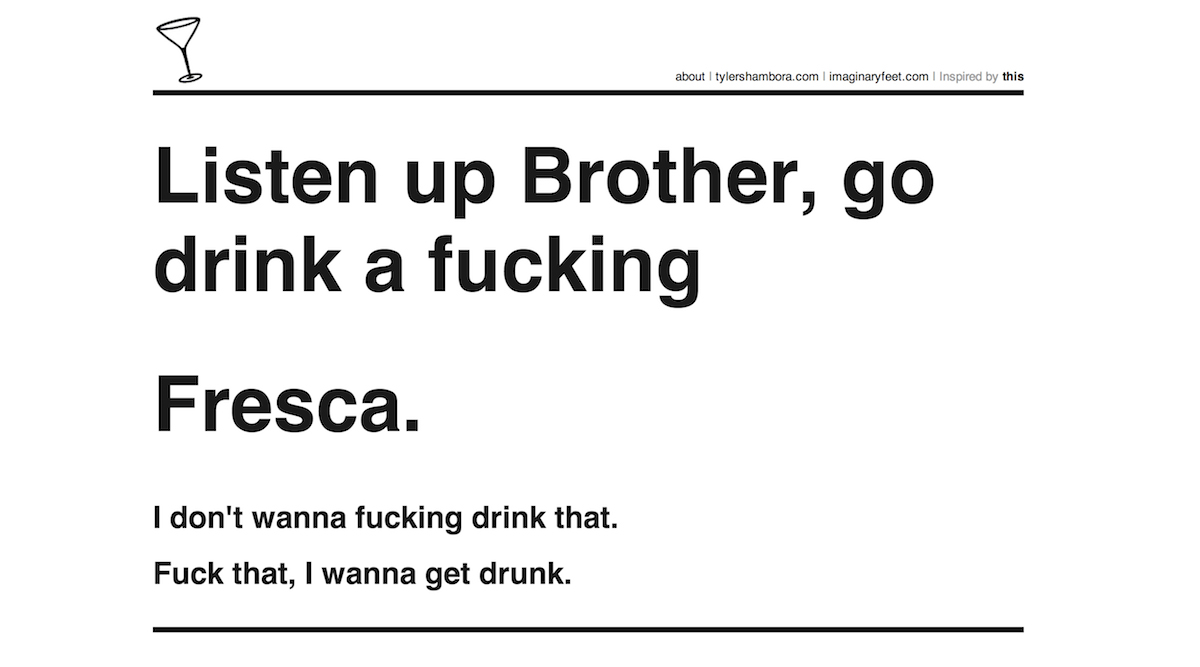 about | tylershambora.com | imaginaryfeet.com | Inspired by this
Listen up Brother, go
drink a fucking
Fresca.
I don't wanna fucking drink that.
Fuck that, I wanna get drunk.